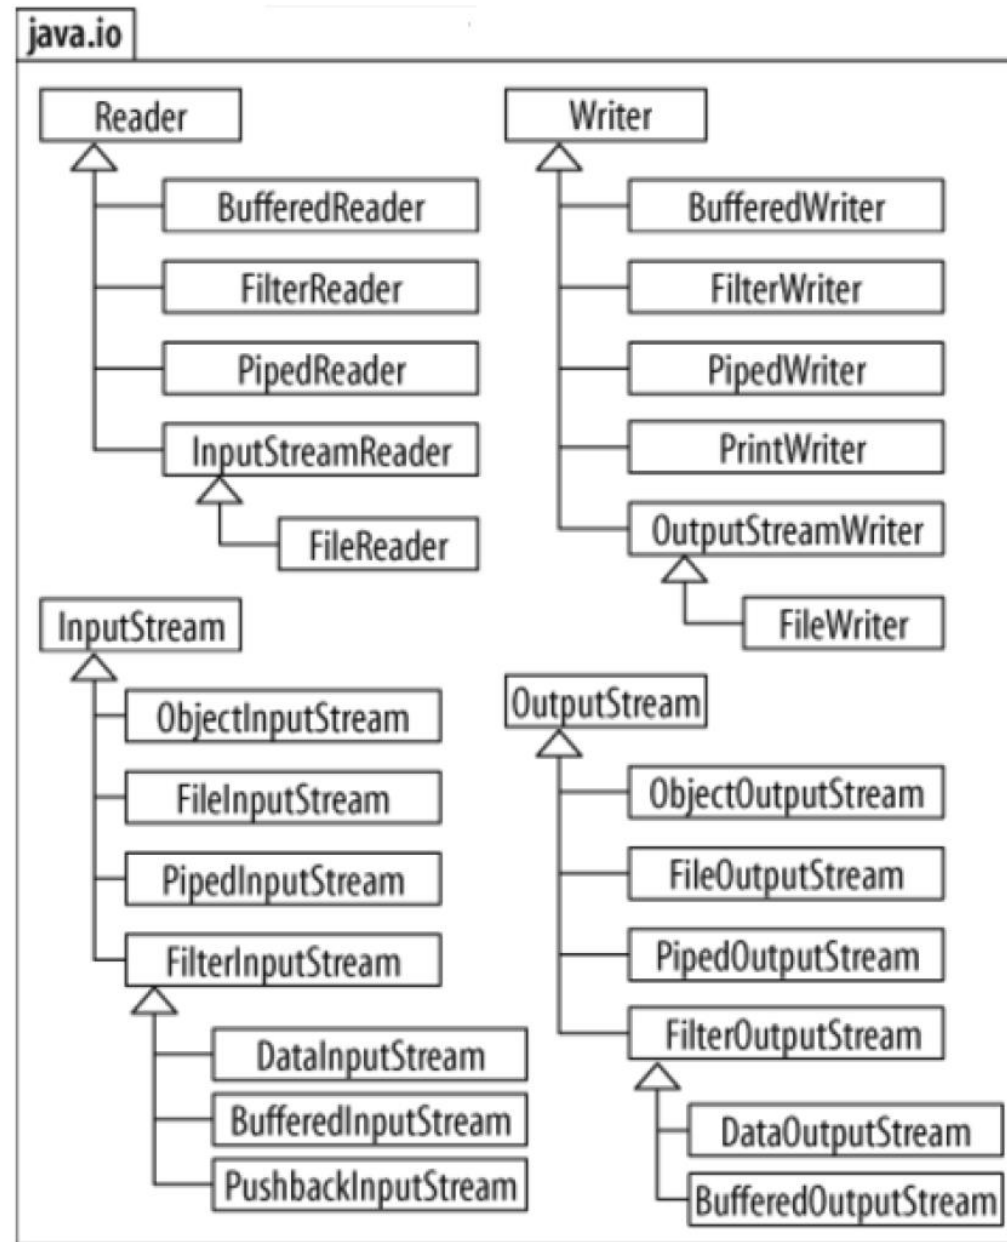 java.io
Reader
BufferedReader
FilterReader
PipedReader
InputStreamReader
FileReader
Writer
BufferedWriter
FilterWriter
PipedWriter
PrintWriter
OutputStreamWriter
FileWriter
InputStream
ObjectInputStream
FileInputStream
PipedInputStream
FilterInputStream
DataInputStream
BufferedInputStream
PushbackInputStream
OutputStream
ObjectOutputStream
FileOutputStream
PipedOutputStream
FilterOutputStream
DataOutputStream
BufferedOutputStream